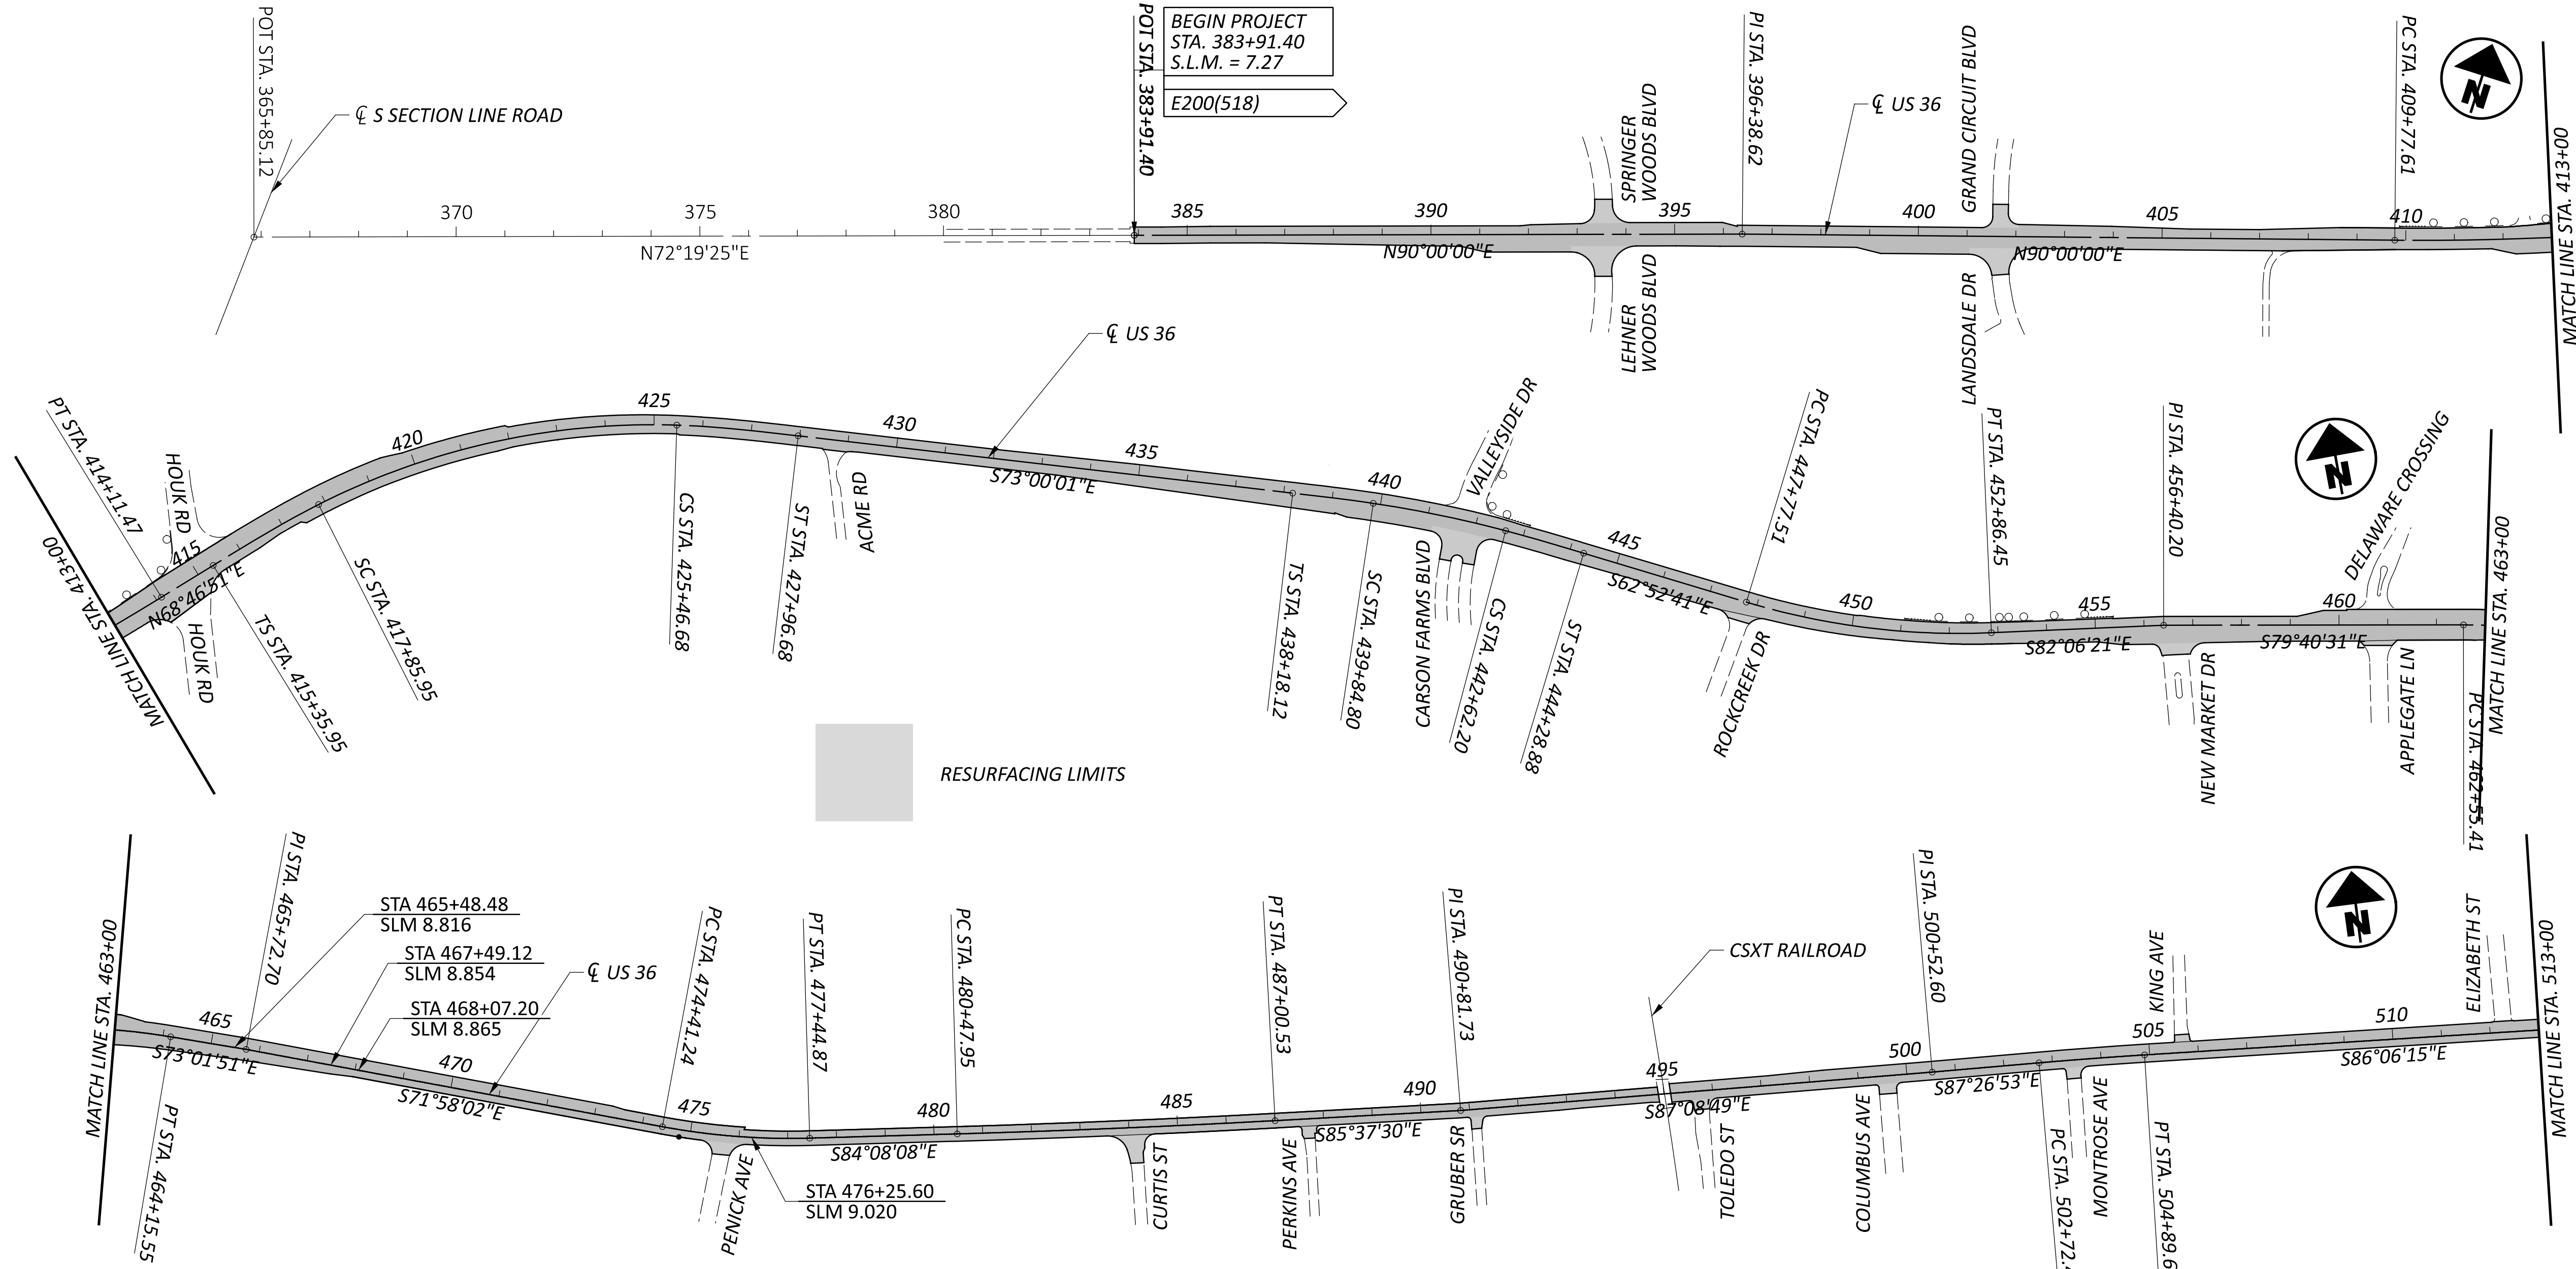 POT STA. 365+85.12
℄ S SECTION LINE ROAD
POT STA. 383+91.40
BEGIN PROJECT
STA. 383+91.40
S.L.M. = 7.27
E200(518)
SPRINGER
WOODS BLVD
PI STA. 396+38.62
℄ US 36
GRAND CIRCUIT BLVD
PC STA. 409+77.61
N
MATCH LINE STA. 413+00
370
375
380
385
390
395
400
405
410
N72°19'25"E
N90°00'00"E
N90°00'00"E
LEHNER
WOODS BLVD
LANDSDALE DR
℄ US 36
PT STA. 414+11.47
HOUK RD
415
420
425
430
435
440
445
450
455
460
VALLEYSIDE DR
PC STA. 447+77.51
PT STA. 452+86.45
PI STA. 456+40.20
N
DELAWARE CROSSING
MATCH LINE STA. 463+00
MATCH LINE STA. 413+00
N68°46'51"E
HOUK RD
TS STA. 415+35.95
SC STA. 417+85.95
CS STA. 425+46.68
ST STA. 427+96.68
ACME RD
S73°00'01"E
TS STA. 438+18.12
SC STA. 439+84.80
CARSON FARMS BLVD
CS STA. 442+62.20
ST STA. 444+28.88
S62°52'41"E
ROCKCREEK DR
S82°06'21"E
NEW MARKET DR
S79°40'31"E
APPLEGATE LN
PC STA. 462+55.41
RESURFACING LIMITS
MATCH LINE STA. 463+00
PI STA. 465+72.70
STA 465+48.48
SLM 8.816
STA 467+49.12
SLM 8.854
STA 468+07.20
SLM 8.865
℄ US 36
PC STA. 474+41.24
PT STA. 477+44.87
PC STA. 480+47.95
PT STA. 487+00.53
PI STA. 490+81.73
CSXT RAILROAD
PI STA. 500+52.60
KING AVE
N
ELIZABETH ST
MATCH LINE STA. 513+00
465
470
475
480
485
490
495
500
505
510
S73°01'51"E
PT STA. 464+15.55
S71°58'02"E
PENICK AVE
STA 476+25.60
SLM 9.020
S84°08'08"E
CURTIS ST
PERKINS AVE
S85°37'30"E
GRUBER SR
S87°08'49"E
TOLEDO ST
COLUMBUS AVE
S87°26'53"E
PC STA. 502+72.
MONTROSE AVE
PT STA. 504+89.6
S86°06'15"E